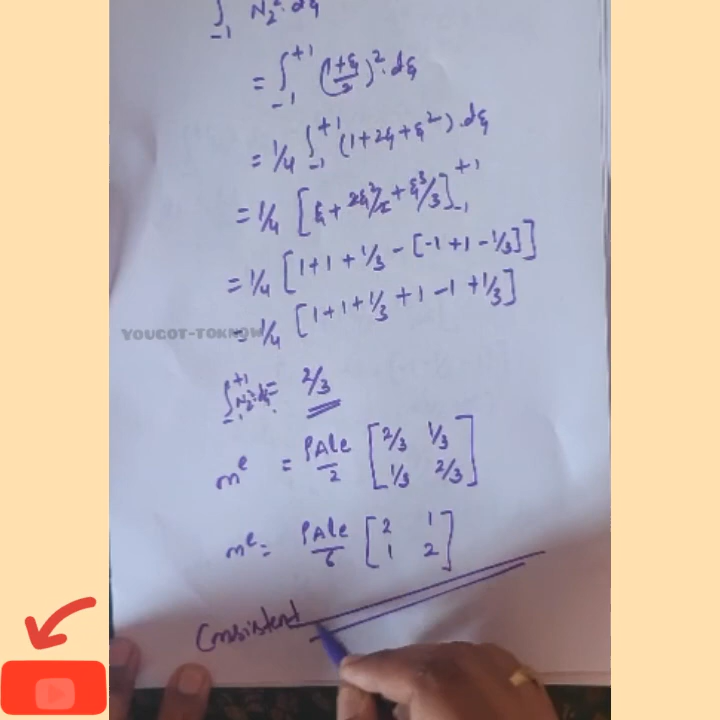 ∫₋₁ N₂². dξ
= ∫₋₁⁺¹ ((1+ξ)/2)². dξ
= 1/4 ∫₋₁⁺¹ (1+2ξ+ξ²). dξ
= 1/4 [ξ + 2ξ²/2 + ξ³/3]₋₁⁺¹
= 1/4 [1+1+1/3 - [-1+1-1/3]]
= 1/4 [1+1+1/3+1-1+1/3]
YOUGOT-TOKNOW
∫₋₁⁺¹ N₂².dξ = 2/3
mᵉ = ρAle/2 [2/3 1/3
1/3 2/3]
mᵉ = ρAle/6 [2 1
1 2]
Consistent